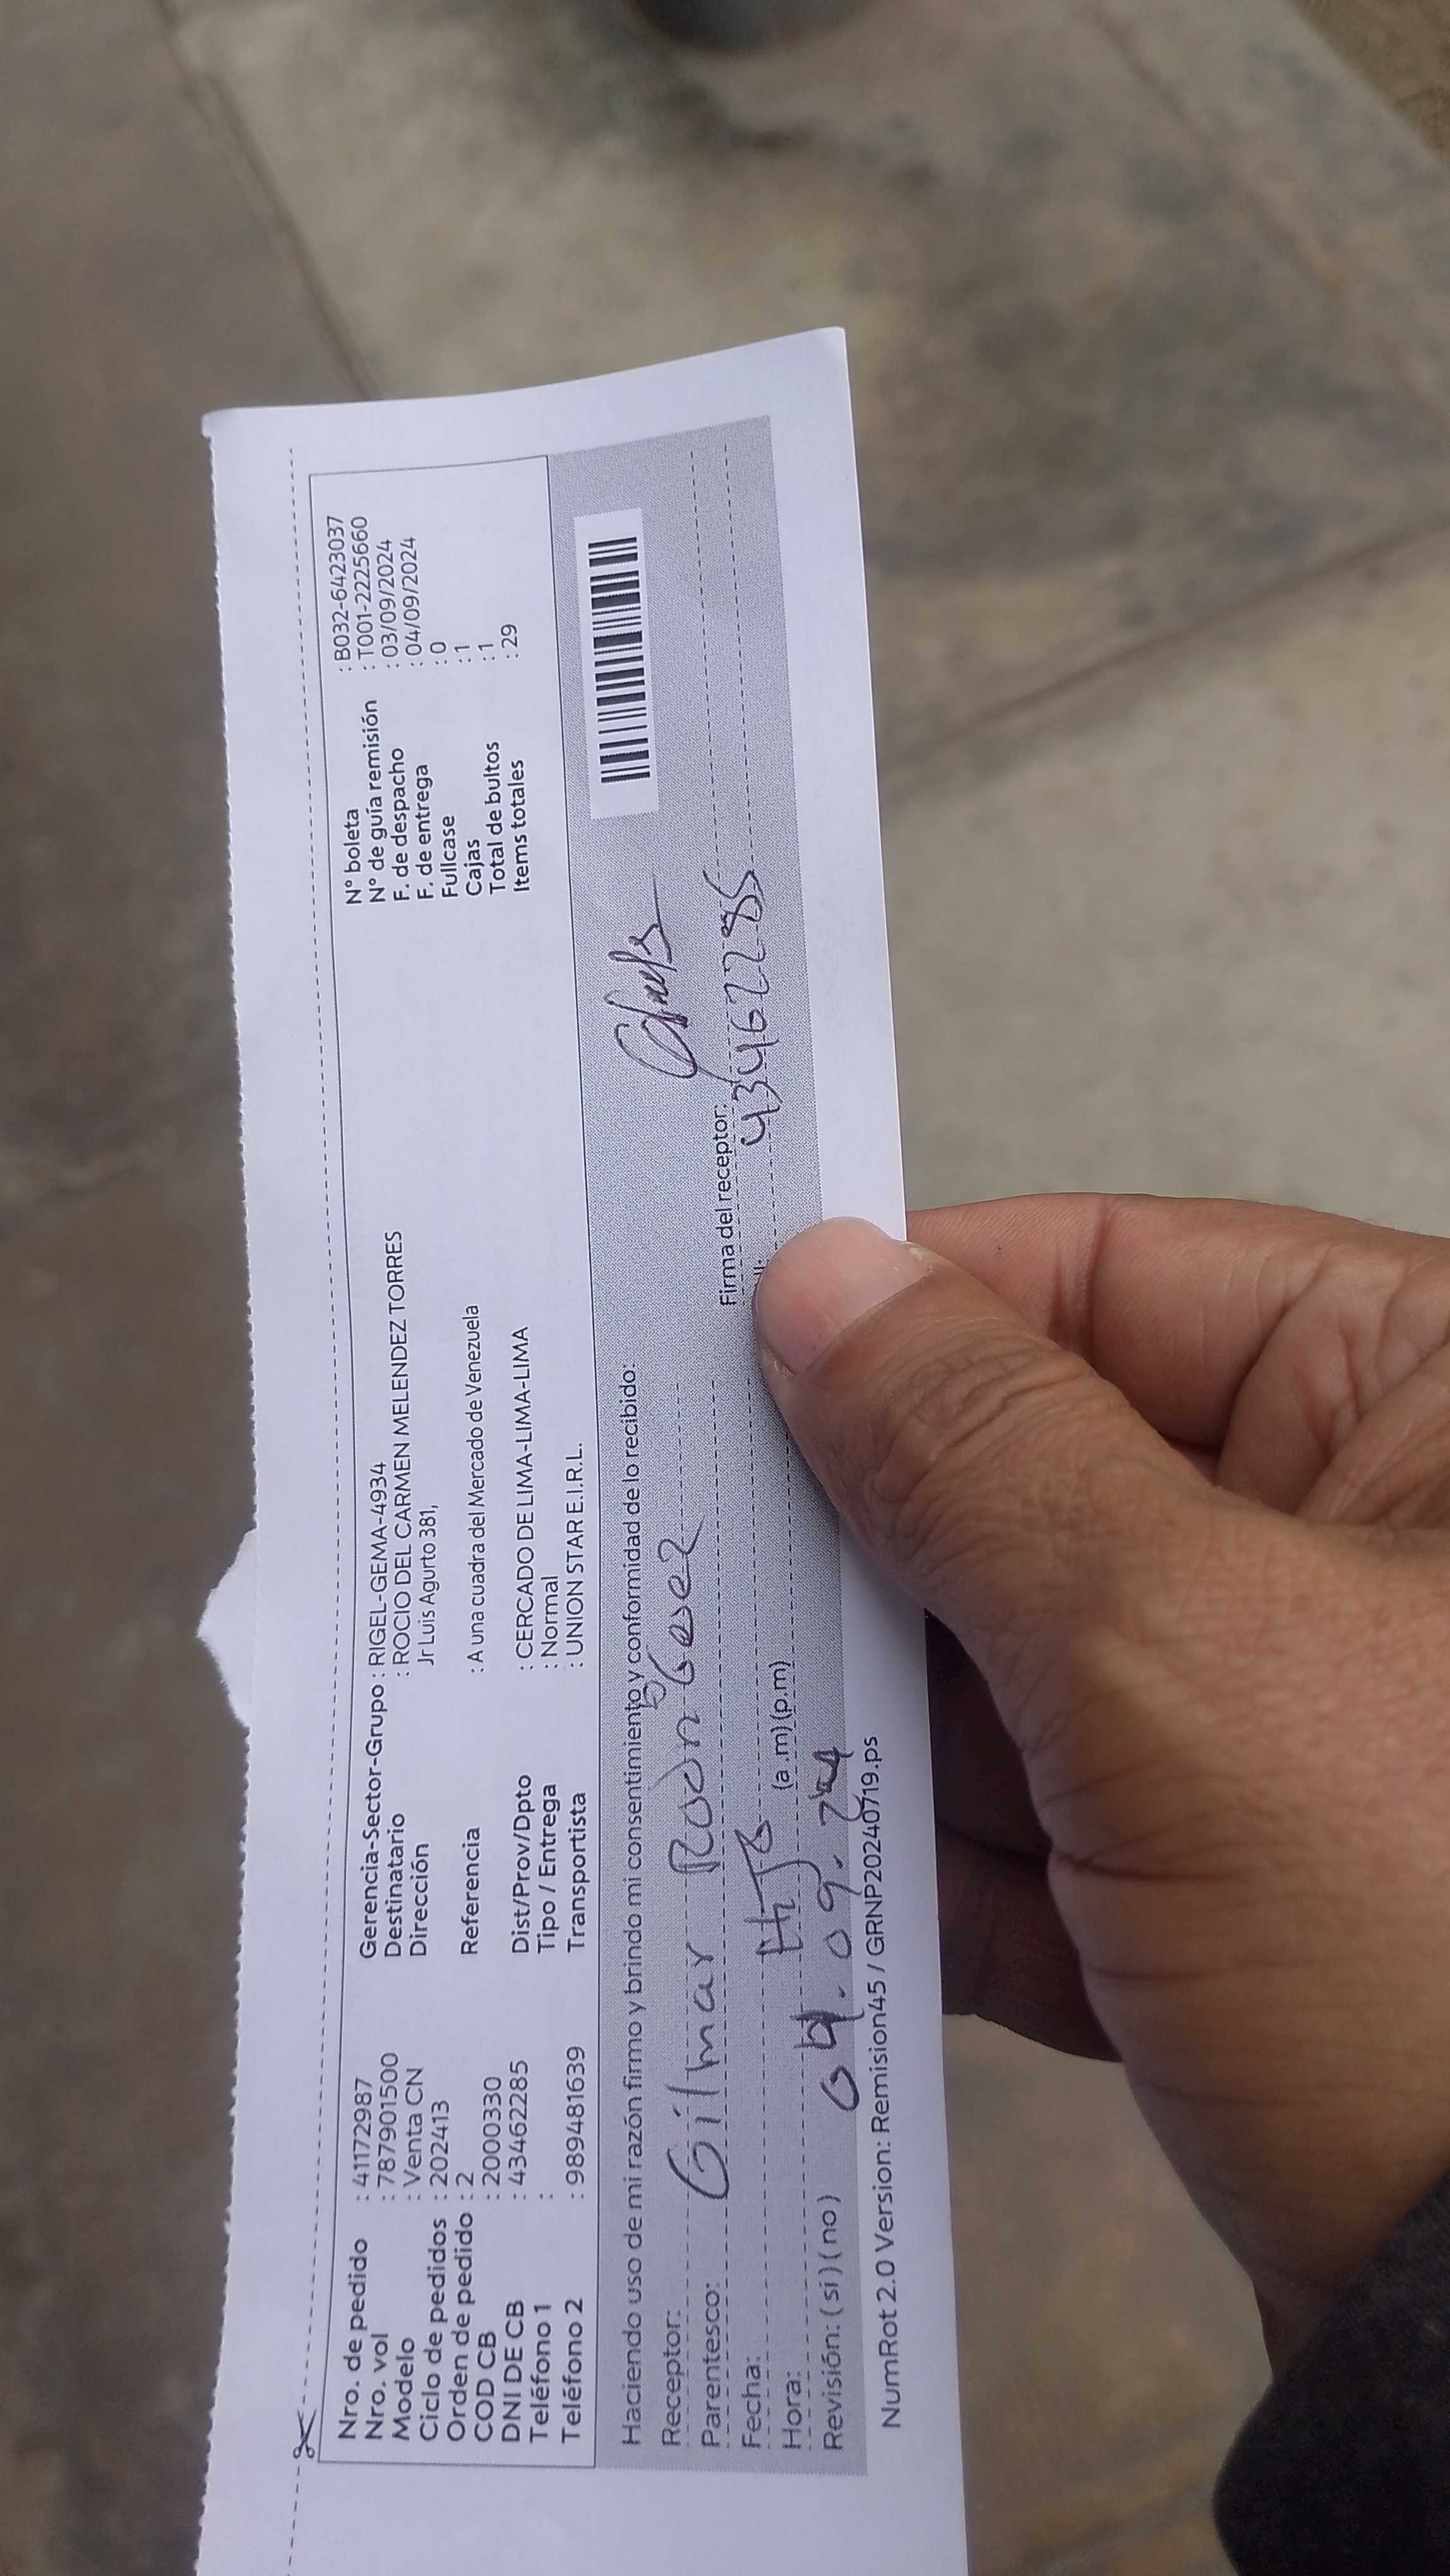 Nro. de pedido : 41172987 Gerencia-Sector-Grupo : RIGEL-GEMA-4934 N° boleta : B032-6423037
Nro. vol : 787901500 Destinatario : ROCIO DEL CARMEN MELENDEZ TORRES N° de guía remisión : T001-2225660
Modelo : Venta CN Dirección Jr Luis Agurto 381, F. de despacho : 03/09/2024
Ciclo de pedidos : 202413 F. de entrega : 04/09/2024
Orden de pedido : 2 Referencia : A una cuadra del Mercado de Venezuela Fullcase : 0
COD CB : 2000330 Cajas : 1
DNI DE CB : 43462285 Dist/Prov/Dpto : CERCADO DE LIMA-LIMA-LIMA Total de bultos : 1
Teléfono 1 : Tipo / Entrega : Normal Items totales : 29
Teléfono 2 : 989481639 Transportista : UNION STAR E.I.R.L.
Haciendo uso de mi razón firmo y brindo mi consentimiento y conformidad de lo recibido:
Receptor: Gilmar
Parentesco: Firma del receptor:
Fecha: 43462285
Hora: (a.m) (p.m)
Revisión: ( si ) ( no ) 04.09.24
NumRot 2.0 Version: Remision45 / GRNP20240719.ps